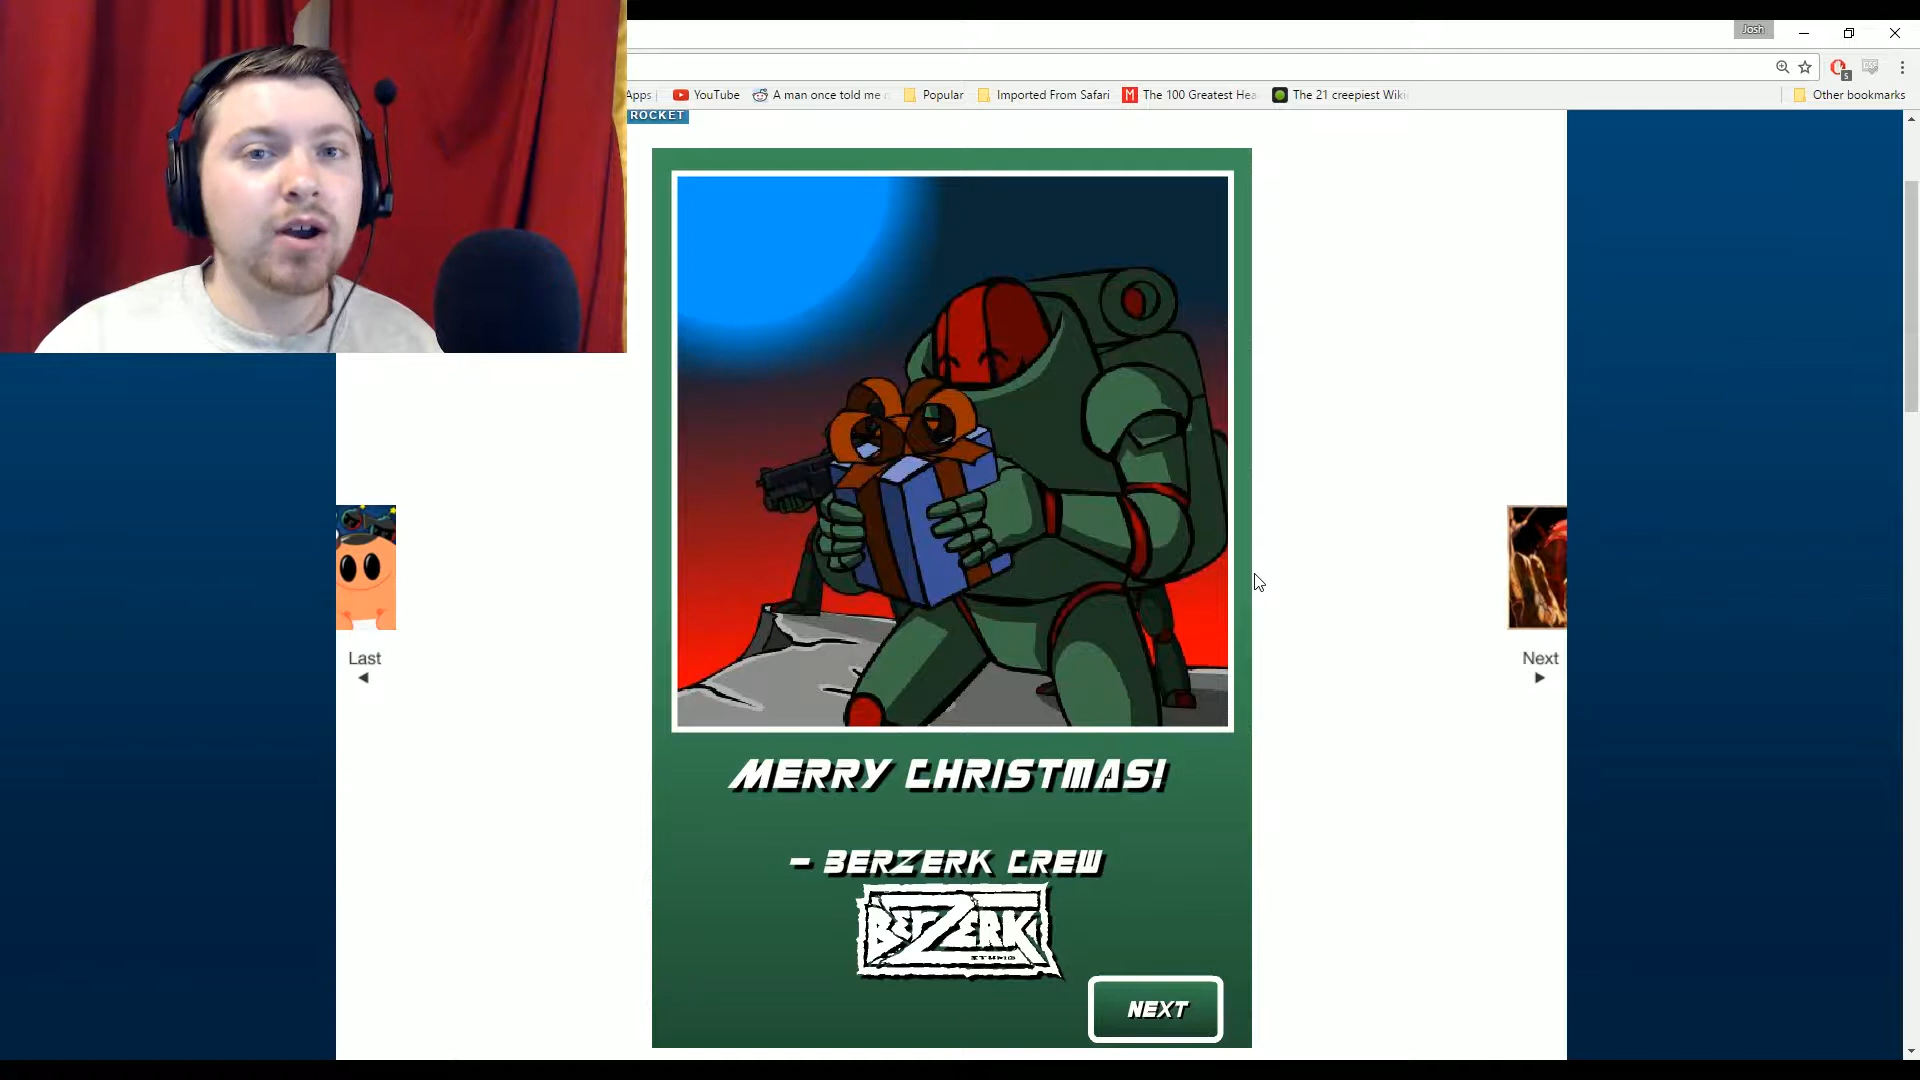 Josh
Apps
YouTube
A man once told me
Popular
Imported From Safari
The 100 Greatest Hea
The 21 creepiest Wiki
Other bookmarks
ROCKET
Last
Next
MERRY CHRISTMAS!
- BERZERK CREW
BERZERK
STUDIO
NEXT